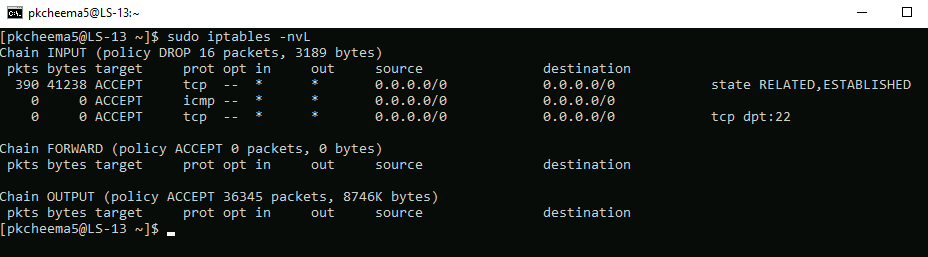 pkcheema5@LS-13:~
[pkcheema5@LS-13 ~]$ sudo iptables -nvL
Chain INPUT (policy DROP 16 packets, 3189 bytes)
 pkts bytes target     prot opt in     out     source               destination
  390 41238 ACCEPT     tcp  --  *      *       0.0.0.0/0            0.0.0.0/0            state RELATED,ESTABLISHED
    0     0 ACCEPT     icmp --  *      *       0.0.0.0/0            0.0.0.0/0
    0     0 ACCEPT     tcp  --  *      *       0.0.0.0/0            0.0.0.0/0            tcp dpt:22

Chain FORWARD (policy ACCEPT 0 packets, 0 bytes)
 pkts bytes target     prot opt in     out     source               destination

Chain OUTPUT (policy ACCEPT 36345 packets, 8746K bytes)
 pkts bytes target     prot opt in     out     source               destination
[pkcheema5@LS-13 ~]$